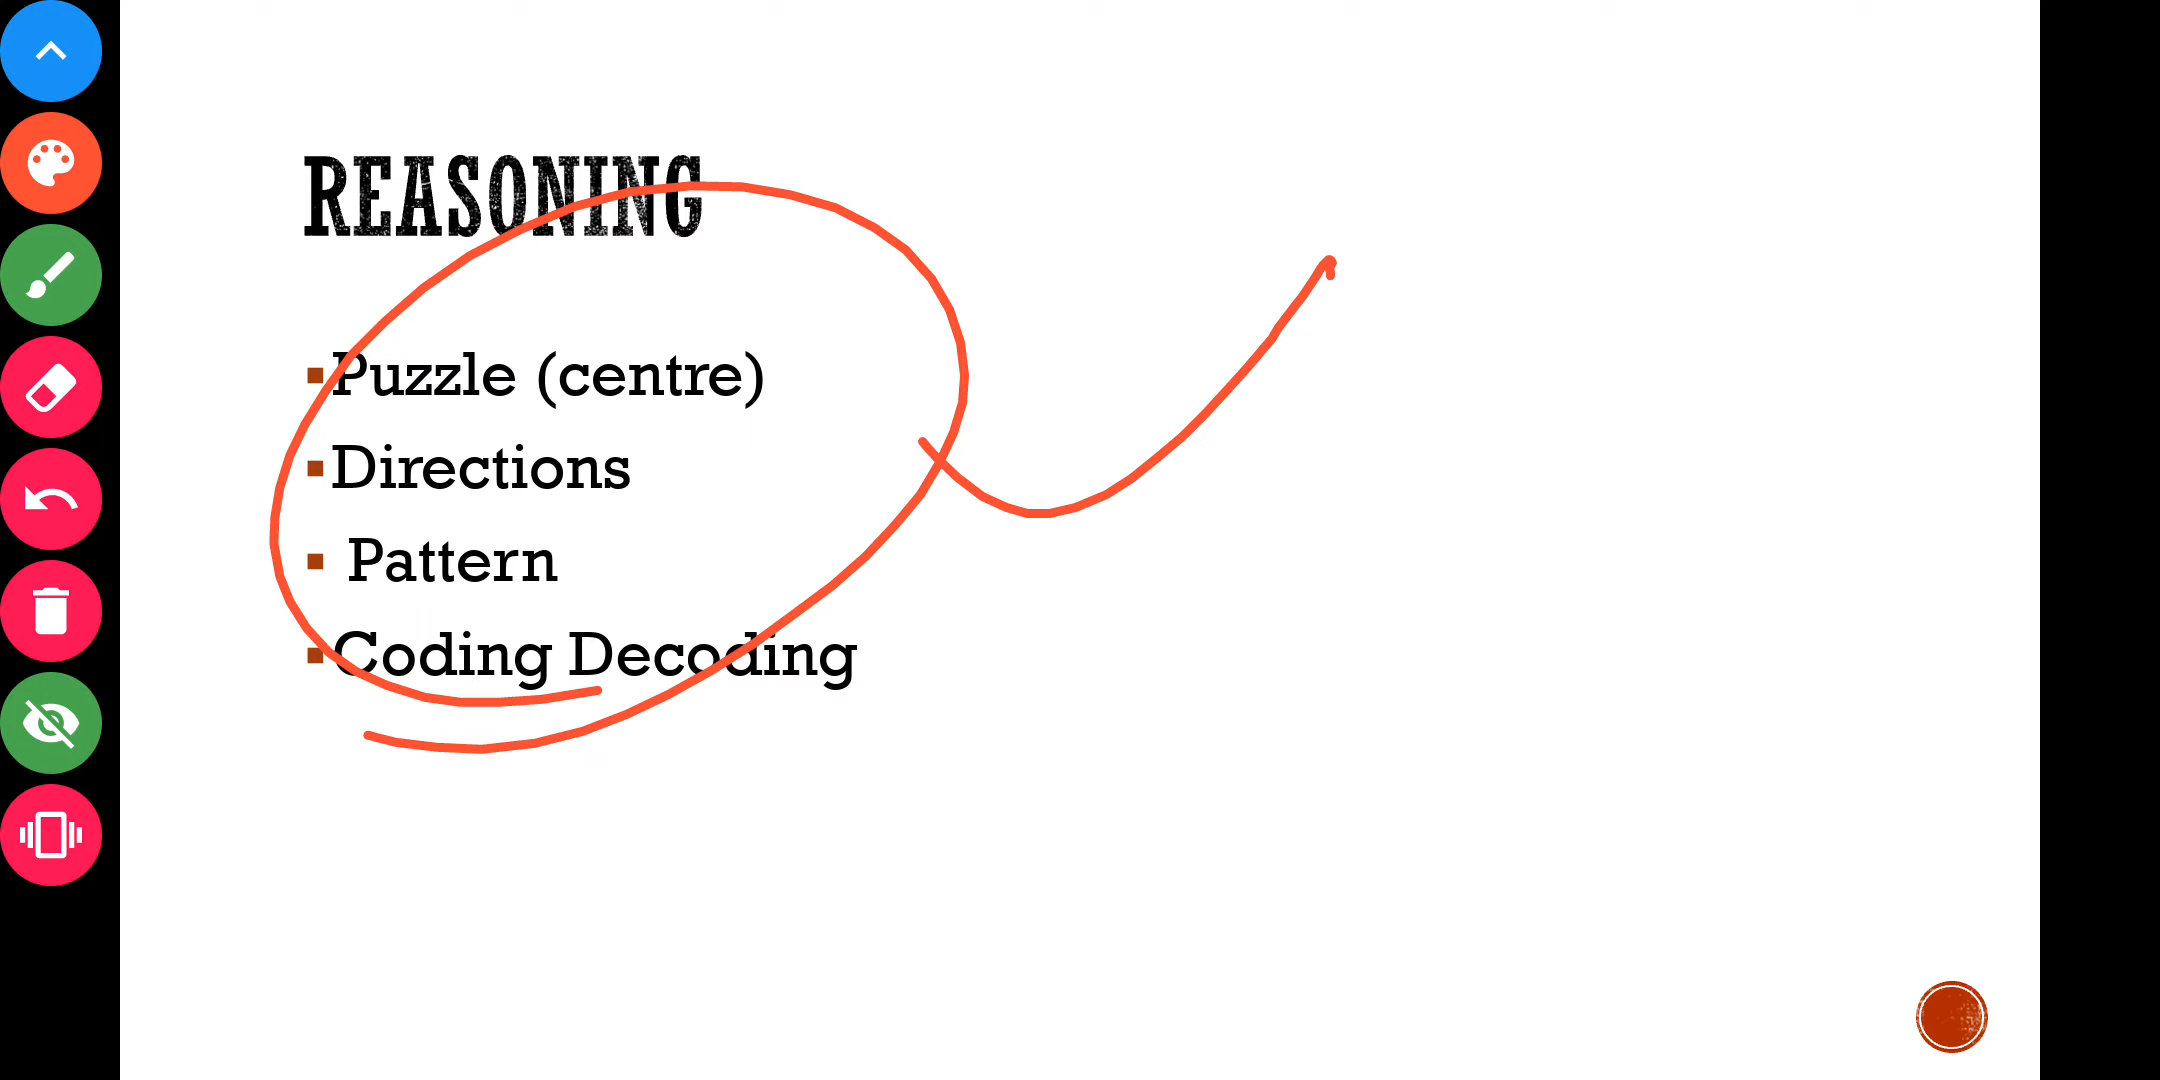 REASONING
Puzzle (centre)
Directions
Pattern
Coding Decoding